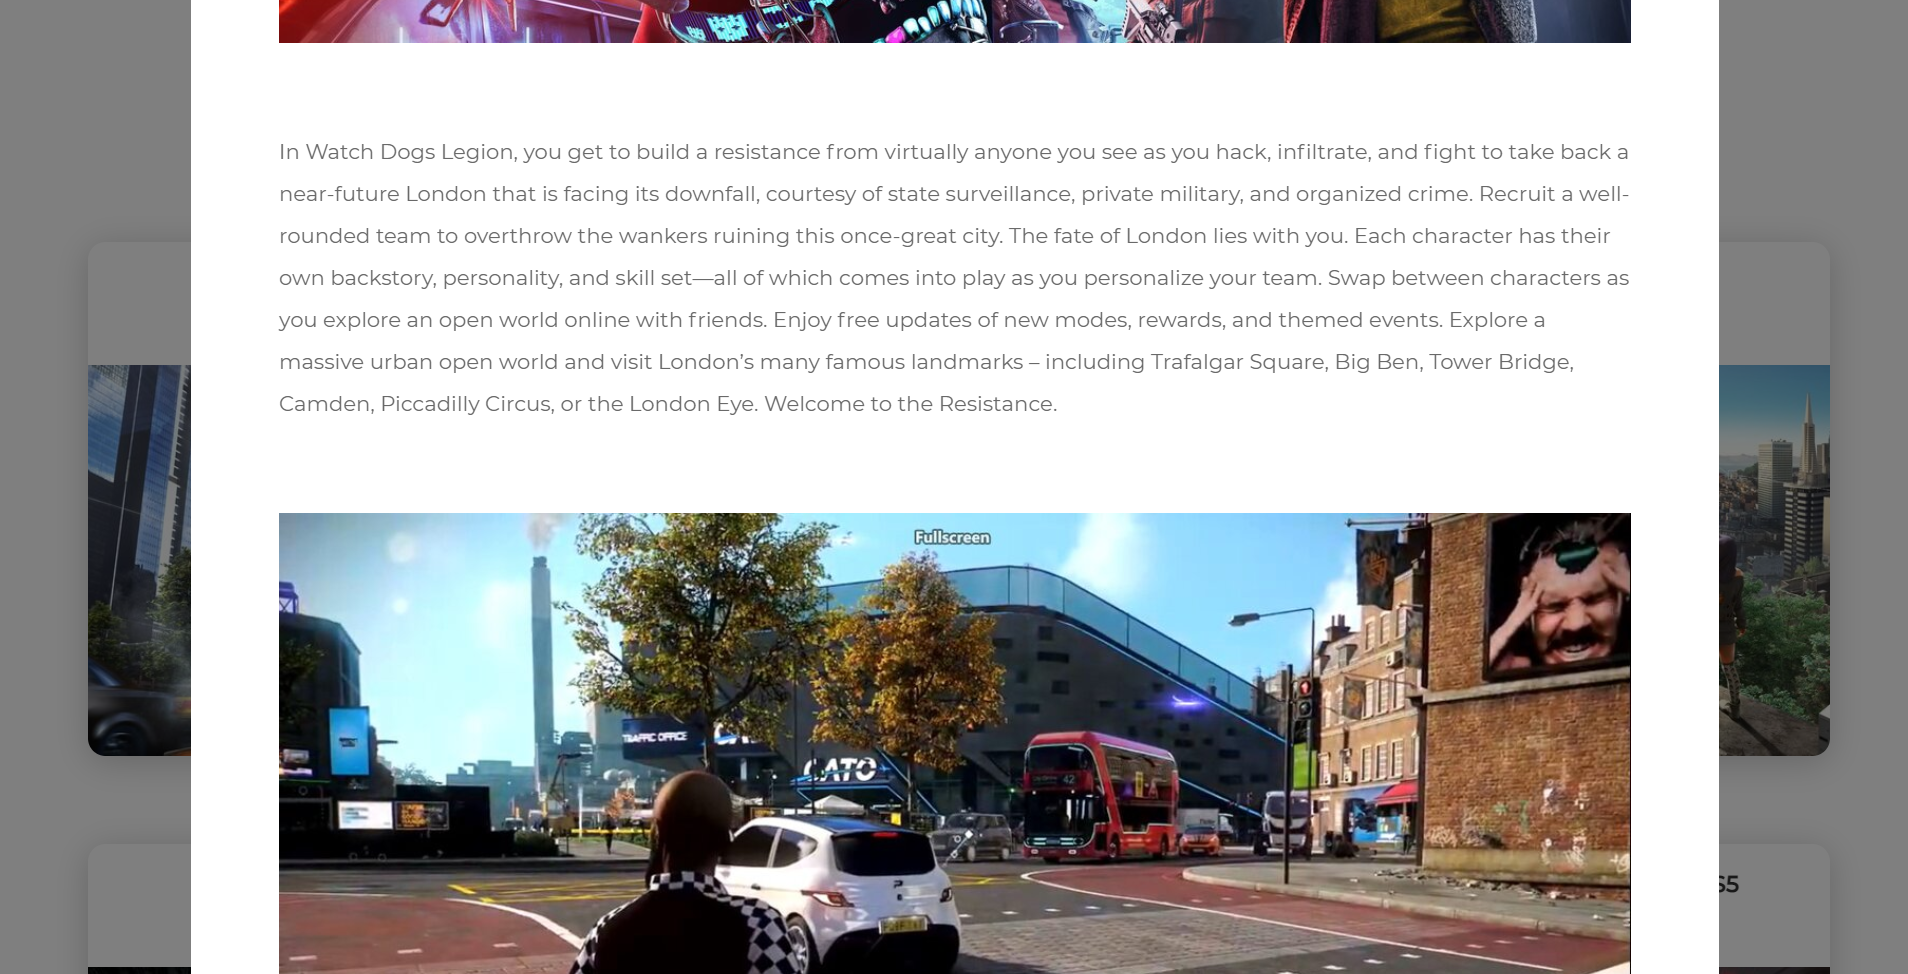 In Watch Dogs Legion, you get to build a resistance from virtually anyone you see as you hack, infiltrate, and fight to take back a
near-future London that is facing its downfall, courtesy of state surveillance, private military, and organized crime. Recruit a well-
rounded team to overthrow the wankers ruining this once-great city. The fate of London lies with you. Each character has their
own backstory, personality, and skill set—all of which comes into play as you personalize your team. Swap between characters as
you explore an open world online with friends. Enjoy free updates of new modes, rewards, and themed events. Explore a
massive urban open world and visit London’s many famous landmarks – including Trafalgar Square, Big Ben, Tower Bridge,
Camden, Piccadilly Circus, or the London Eye. Welcome to the Resistance.
Fullscreen
TRAFFIC OFFICE
CATO
42